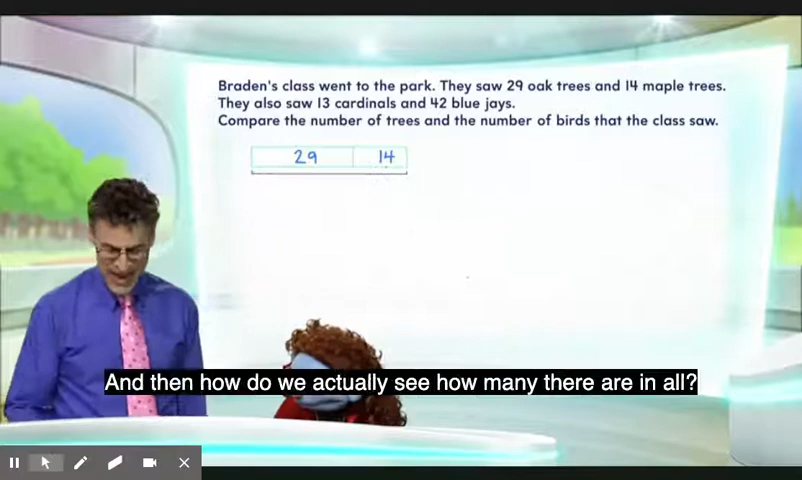 Braden's class went to the park. They saw 29 oak trees and 14 maple trees.
They also saw 13 cardinals and 42 blue jays.
Compare the number of trees and the number of birds that the class saw.
29 14
And then how do we actually see how many there are in all?